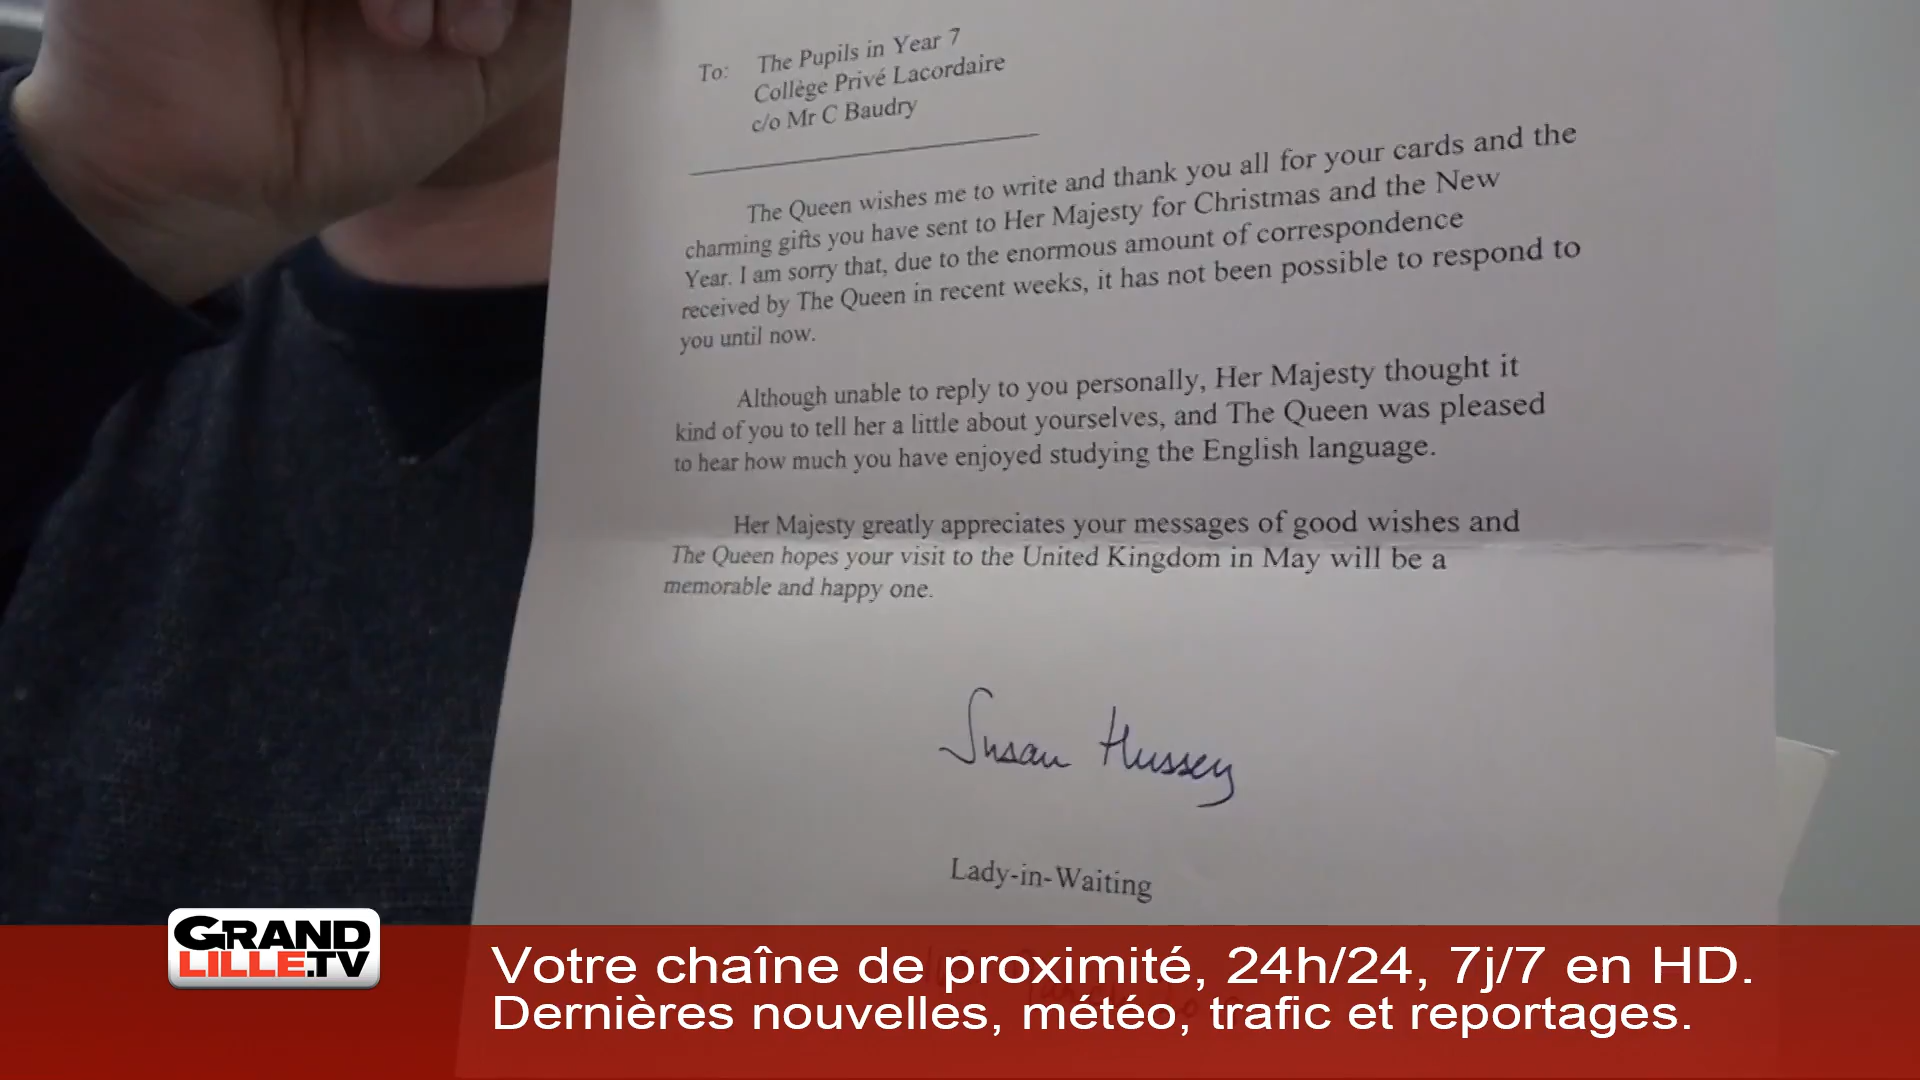 To: The Pupils in Year 7
Collège Privé Lacordaire
c/o Mr C Baudry
The Queen wishes me to write and thank you all for your cards and the
charming gifts you have sent to Her Majesty for Christmas and the New
Year. I am sorry that, due to the enormous amount of correspondence
received by The Queen in recent weeks, it has not been possible to respond to
you until now.
Although unable to reply to you personally, Her Majesty thought it
kind of you to tell her a little about yourselves, and The Queen was pleased
to hear how much you have enjoyed studying the English language.
Her Majesty greatly appreciates your messages of good wishes and
The Queen hopes your visit to the United Kingdom in May will be a
memorable and happy one.
Susan Hussey
Lady-in-Waiting
GRAND
LILLE.TV
Votre chaîne de proximité, 24h/24, 7j/7 en HD.
Dernières nouvelles, météo, trafic et reportages.